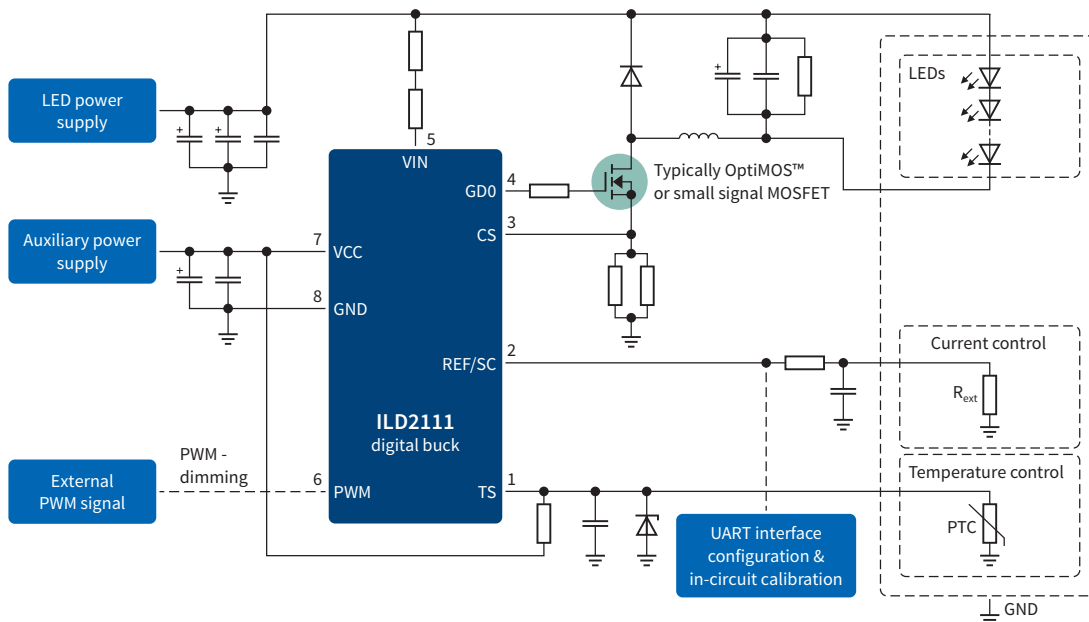 LED power
supply
+
+
Auxiliary power
supply
+
External
PWM signal
PWM -
dimming
5
VIN
4
GD0
3
CS
7
VCC
8
GND
2
REF/SC
ILD2111
digital buck
6
PWM
1
TS
+
Typically OptiMOS™
or small signal MOSFET
LEDs
Current control
Rext
Temperature control
PTC
UART interface
configuration &
in-circuit calibration
GND